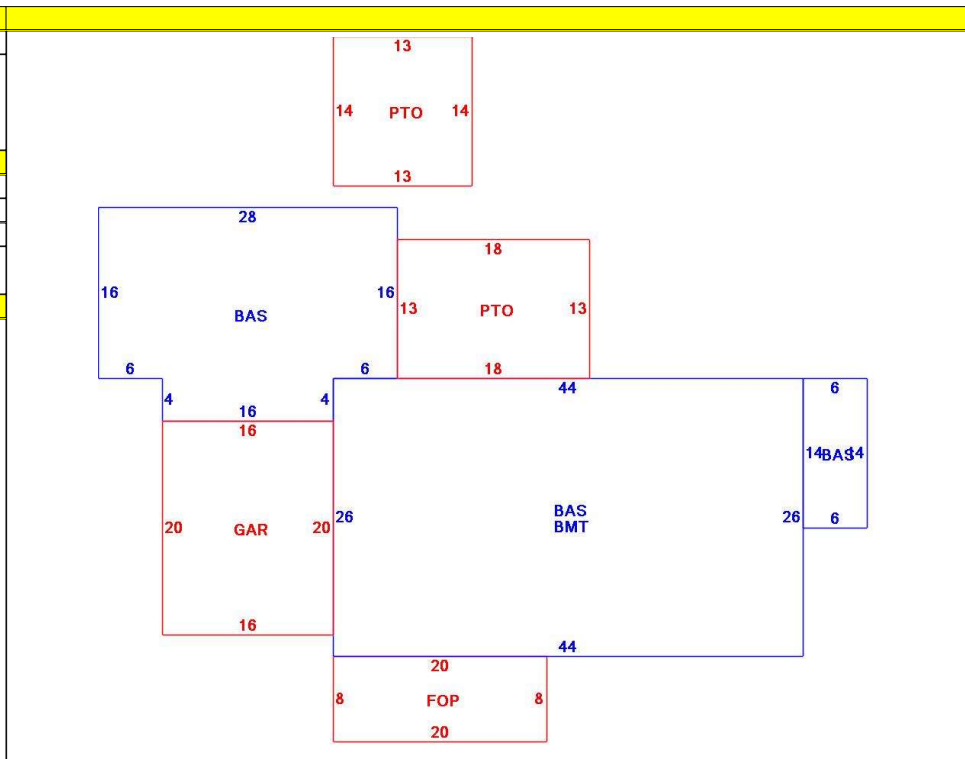 13
14 PTO 14
13
28
18
16 16
13 PTO 13
BAS
6 6 18
44 6
4 16 4
16
14 BAS 14
26 BAS 26 6
BMT
20 GAR 20
16
44
20
8 FOP 8
20